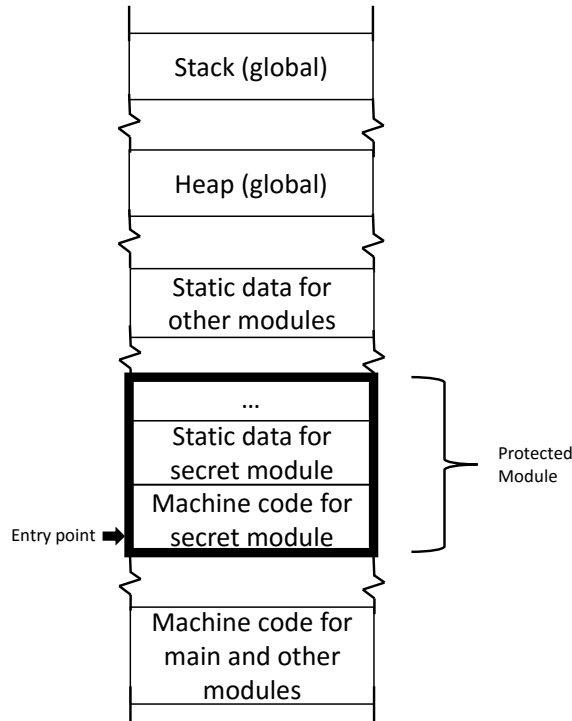 Stack (global)
Heap (global)
Static data for
other modules
...
Static data for
secret module
Machine code for
secret module
Entry point
Protected
Module
Machine code for
main and other
modules